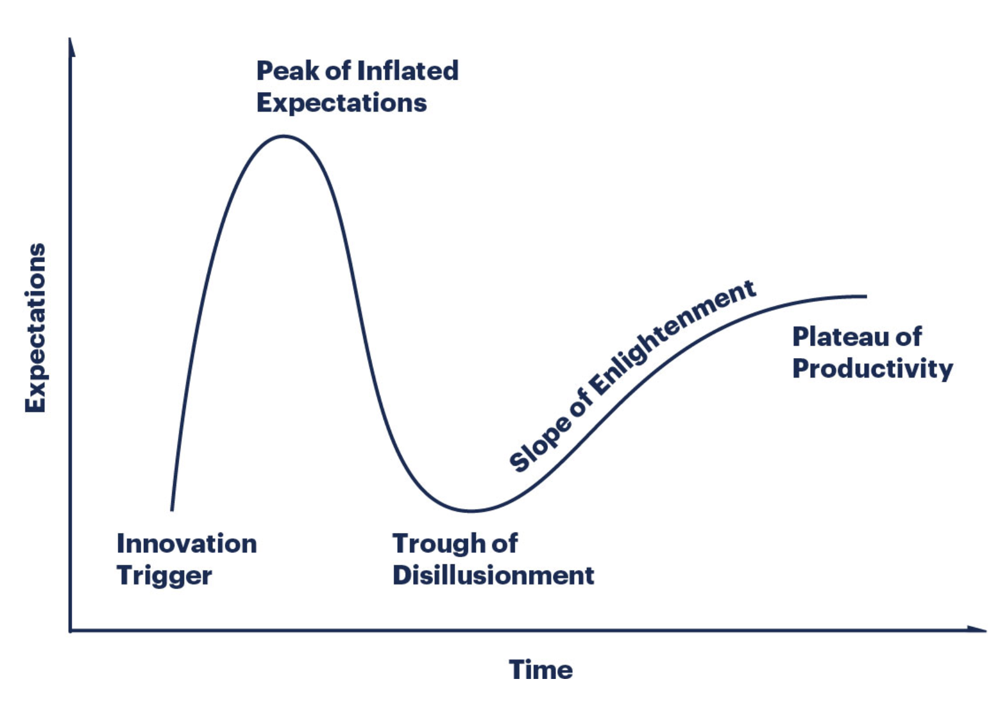 Peak of Inflated
Expectations
Expectations
Slope of Enlightenment
Plateau of
Productivity
Innovation
Trigger
Trough of
Disillusionment
Time